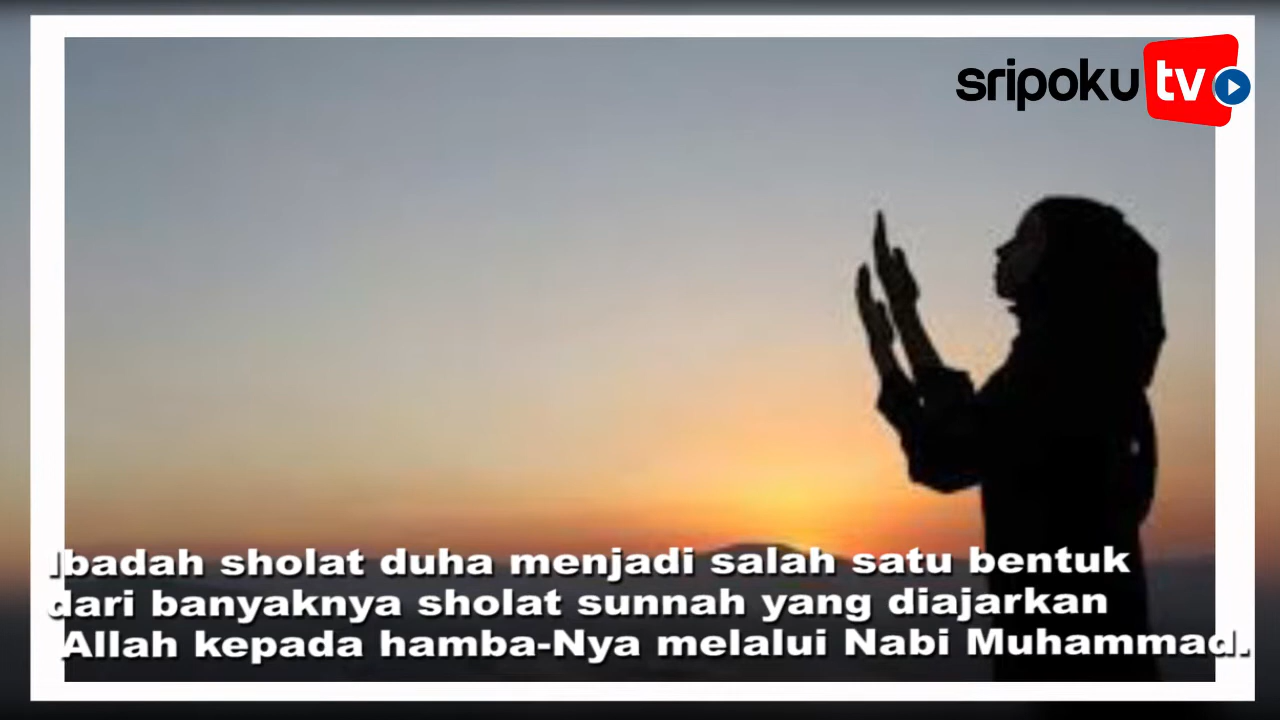 sripoku tv
Ibadah sholat duha menjadi salah satu bentuk
dari banyaknya sholat sunnah yang diajarkan
Allah kepada hamba-Nya melalui Nabi Muhammad.